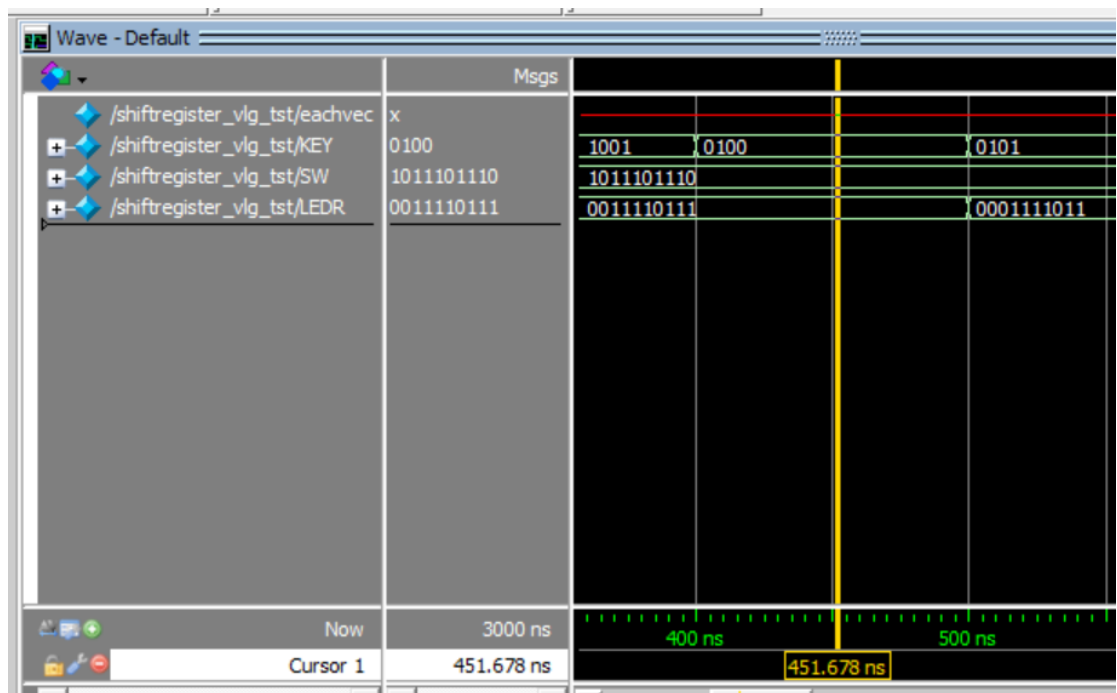 Wave - Default
Msgs
/shiftregister_vlg_tst/eachvec x
/shiftregister_vlg_tst/KEY 0100 1001 0100 0101
/shiftregister_vlg_tst/SW 1011101110 1011101110
/shiftregister_vlg_tst/LEDR 0011110111 0011110111 0001111011
Now 3000 ns 400 ns 500 ns
Cursor 1 451.678 ns 451.678 ns